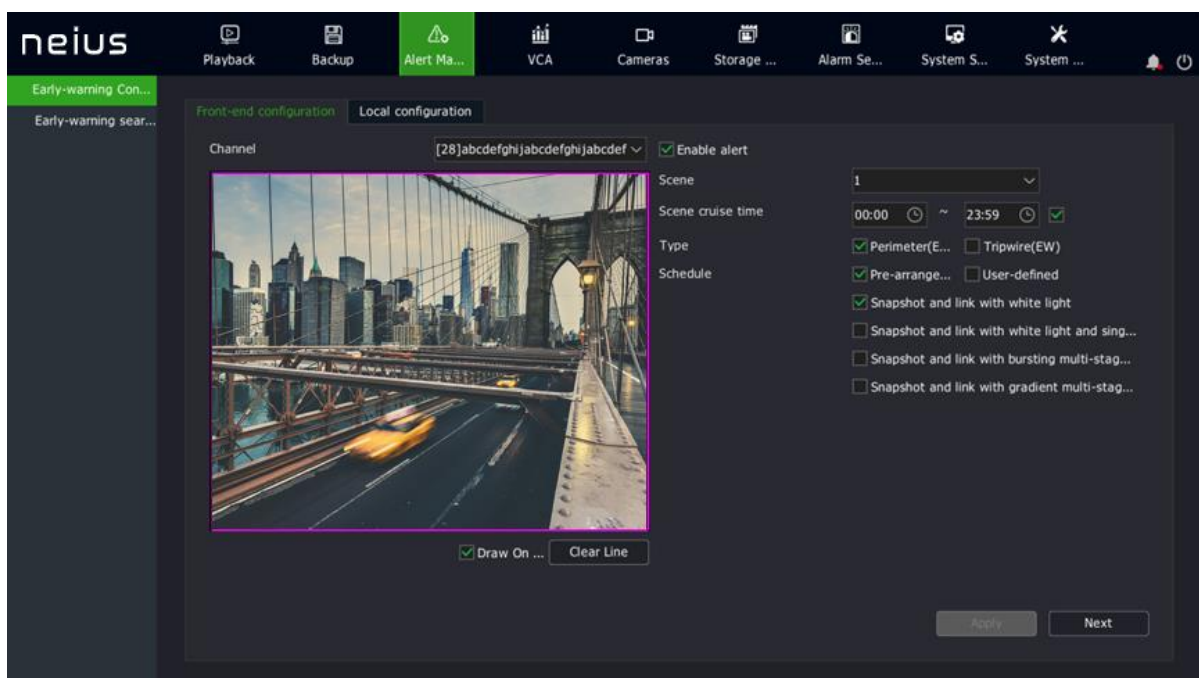 neius
Playback Backup Alert Ma... VCA Cameras Storage ... Alarm Se... System S... System ...
Early-warning Con...
Early-warning sear...
Front-end configuration Local configuration
Channel [28]abcdefghijabcdefghijabcdef Enable alert
Scene 1
Scene cruise time 00:00 ~ 23:59
Type Perimeter(E... Tripwire(EW)
Schedule Pre-arrange... User-defined
Snapshot and link with white light
Snapshot and link with white light and sing...
Snapshot and link with bursting multi-stag...
Snapshot and link with gradient multi-stag...
Draw On ... Clear Line
Apply Next